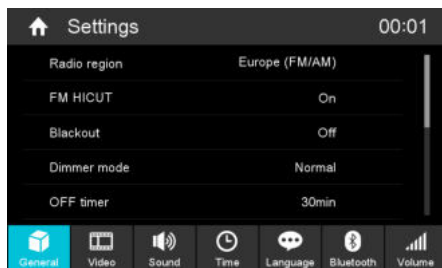 Settings 00:01
Radio region Europe (FM/AM)
FM HICUT On
Blackout Off
Dimmer mode Normal
OFF timer 30min
General Video Sound Time Language Bluetooth Volume